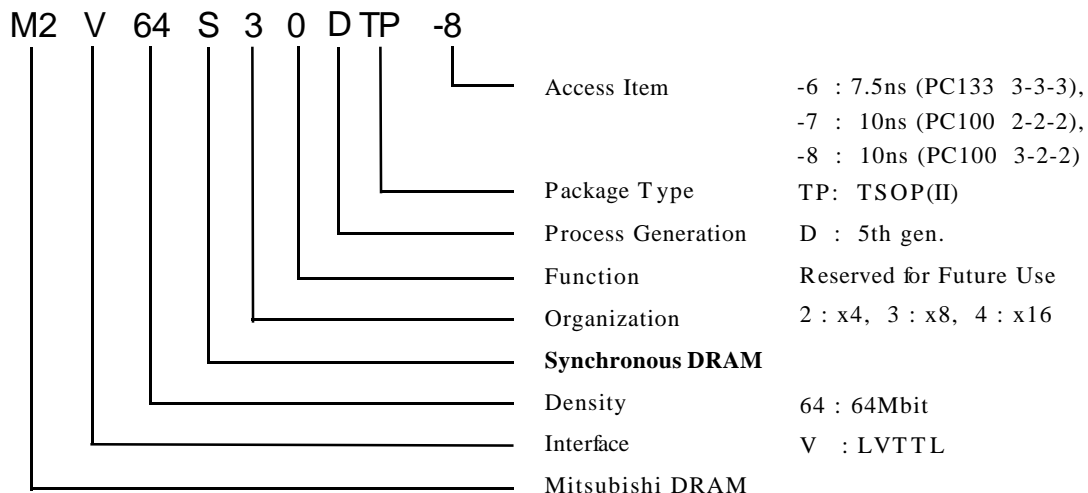 M2 V 64 S 3 0 D TP -8
Access Item -6 : 7.5ns (PC133 3-3-3),
-7 : 10ns (PC100 2-2-2),
-8 : 10ns (PC100 3-2-2)
Package Type TP: TSOP(II)
Process Generation D : 5th gen.
Function Reserved for Future Use
Organization 2 : x4, 3 : x8, 4 : x16
Synchronous DRAM
Density 64 : 64Mbit
Interface V : LVTTL
Mitsubishi DRAM